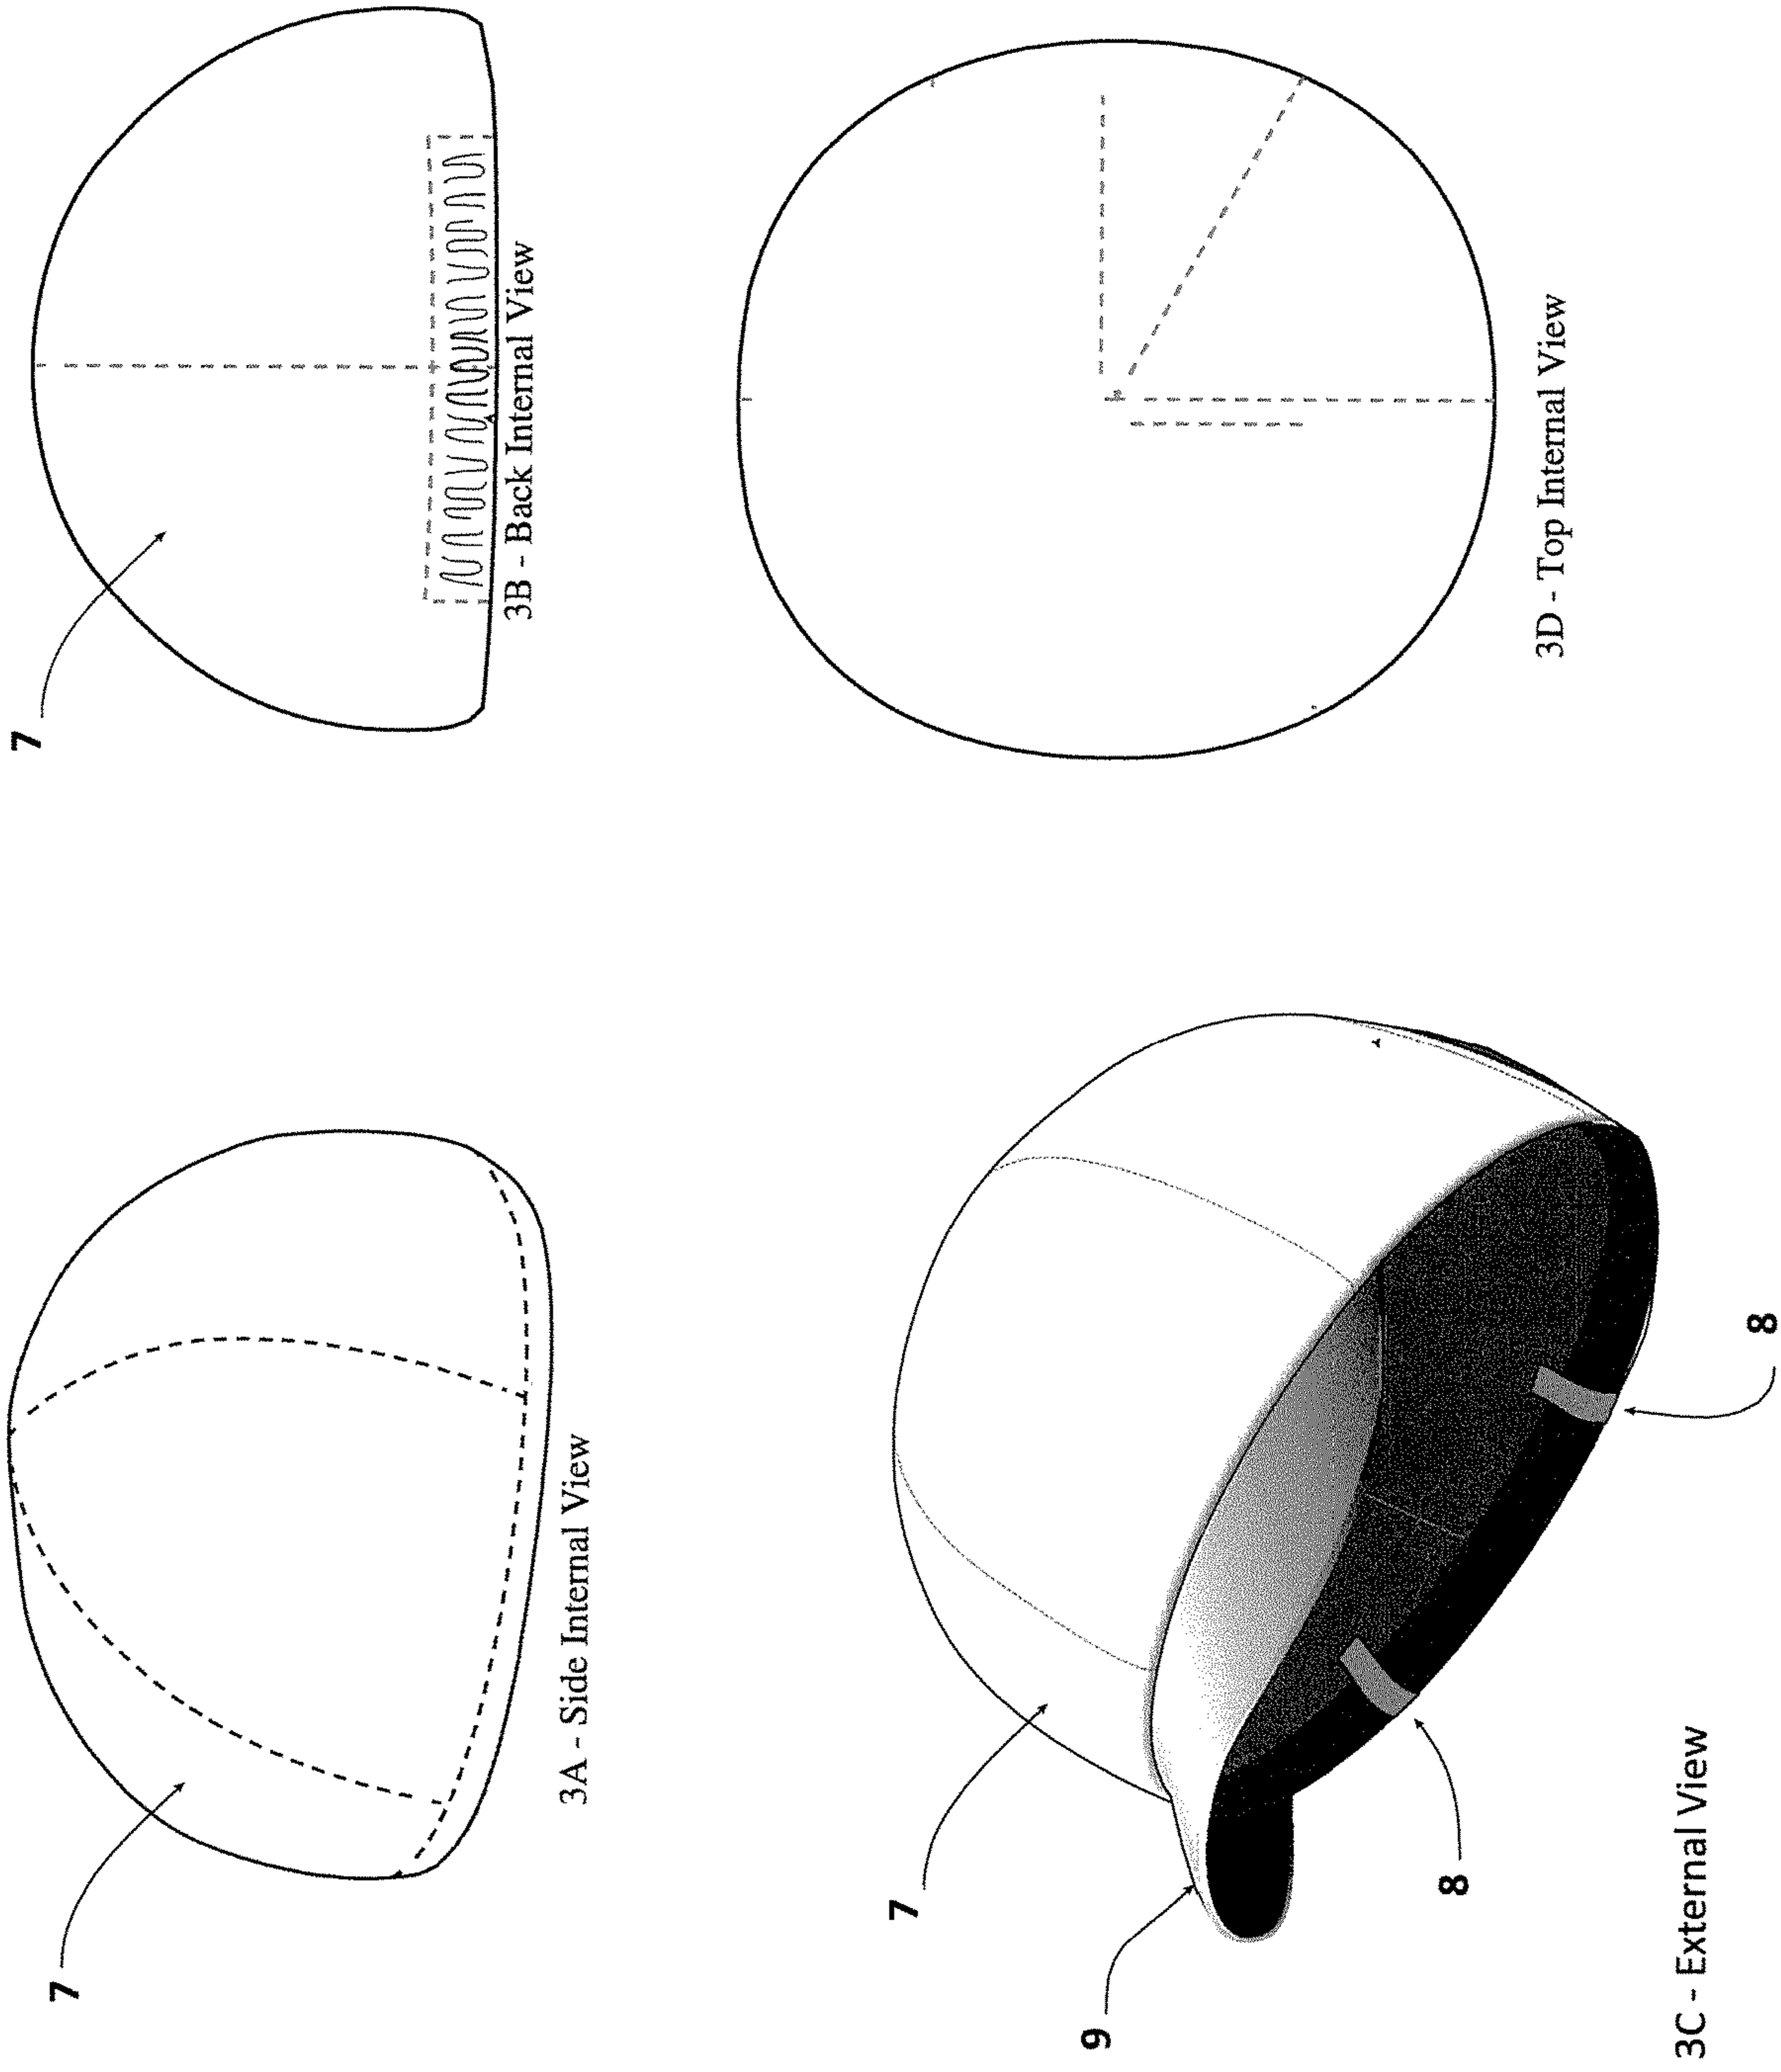 7
3A - Side Internal View
7
3B - Back Internal View
7
9
8
8
3C - External View
3D - Top Internal View